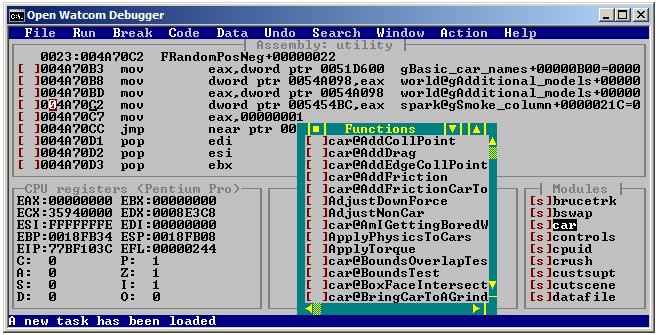 Open Watcom Debugger
File Run Break Code Data Undo Search Window Action Help
Assembly: utility
0023:004A70C2 FRandomPosNeg+00000022
[ ]004A70B3 mov eax,dword ptr 0051D600 gBasic_car_names+00000B00=0000
[ ]004A70B8 mov dword ptr 0054A098,eax world@gAdditional_models+00000
[ ]004A70BD mov eax,dword ptr 0054A098 world@gAdditional_models+00000
[ ]004A70C2 mov dword ptr 005454BC,eax spark@gSmoke_column+0000021C=0
[ ]004A70C7 mov eax,00000001
[ ]004A70CC jmp near ptr 00
[ ]004A70D1 pop edi
[ ]004A70D2 pop esi
[ ]004A70D3 pop ebx
Functions
[ ]car@AddCollPoint
[ ]car@AddDrag
[ ]car@AddEdgeCollPoint
[ ]car@AddFriction
[ ]car@AddFrictionCarTo
[ ]AdjustDownForce
[ ]AdjustNonCar
[ ]car@AmIGettingBoredW
[ ]ApplyPhysicsToCars
[ ]ApplyTorque
[ ]car@BoundsOverlapTes
[ ]car@BoundsTest
[ ]car@BoxFaceIntersect
[ ]car@BringCarToAGrind
CPU registers (Pentium Pro)
EAX:00000000 EBX:00000000
ECX:35940000 EDX:0008E3C8
ESI:FFFFFFFE EDI:00000000
EBP:0018FB34 ESP:0018FB08
EIP:77BF103C EFL:00000244
C: 0 P: 1
A: 0 Z: 1
S: 0 I: 1
D: 0 O: 0
Modules
[s]brucetrk
[s]bswap
[s]car
[s]controls
[s]cpuid
[s]crush
[s]custsupt
[s]cutscene
[s]datafile
A new task has been loaded